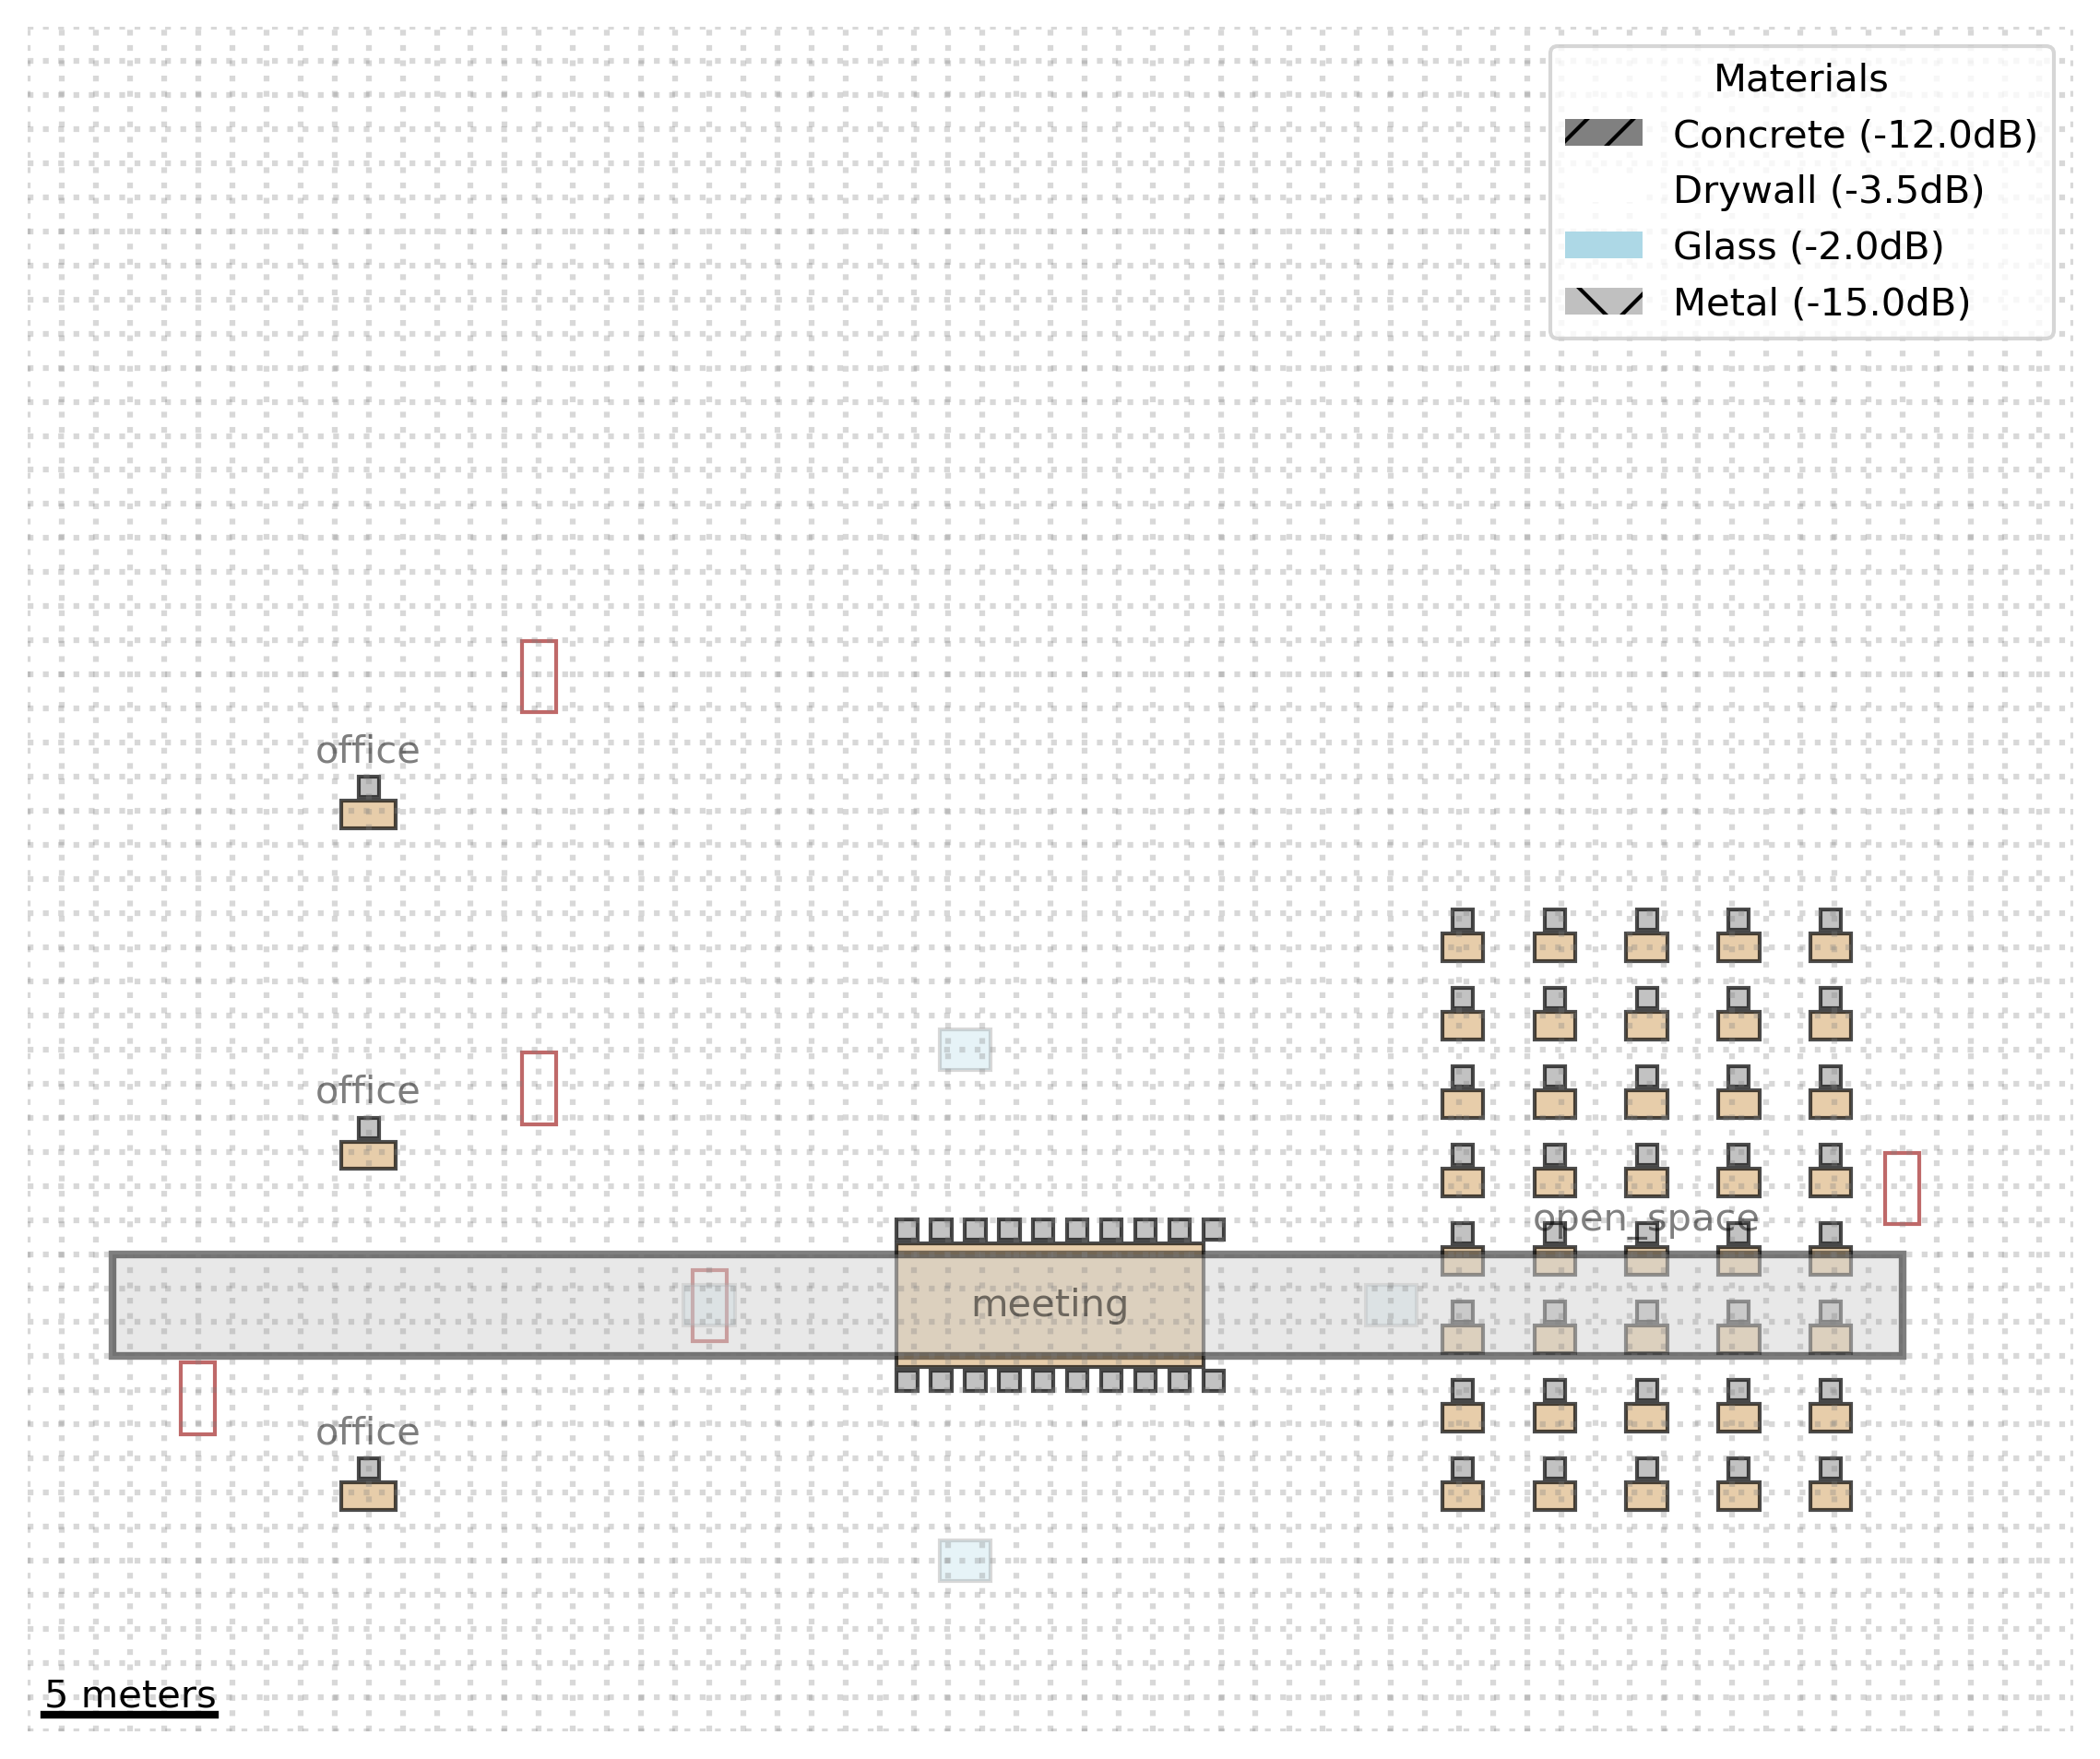 Materials
Concrete (-12.0dB)
Drywall (-3.5dB)
Glass (-2.0dB)
Metal (-15.0dB)
office
office
open_space
meeting
office
5 meters